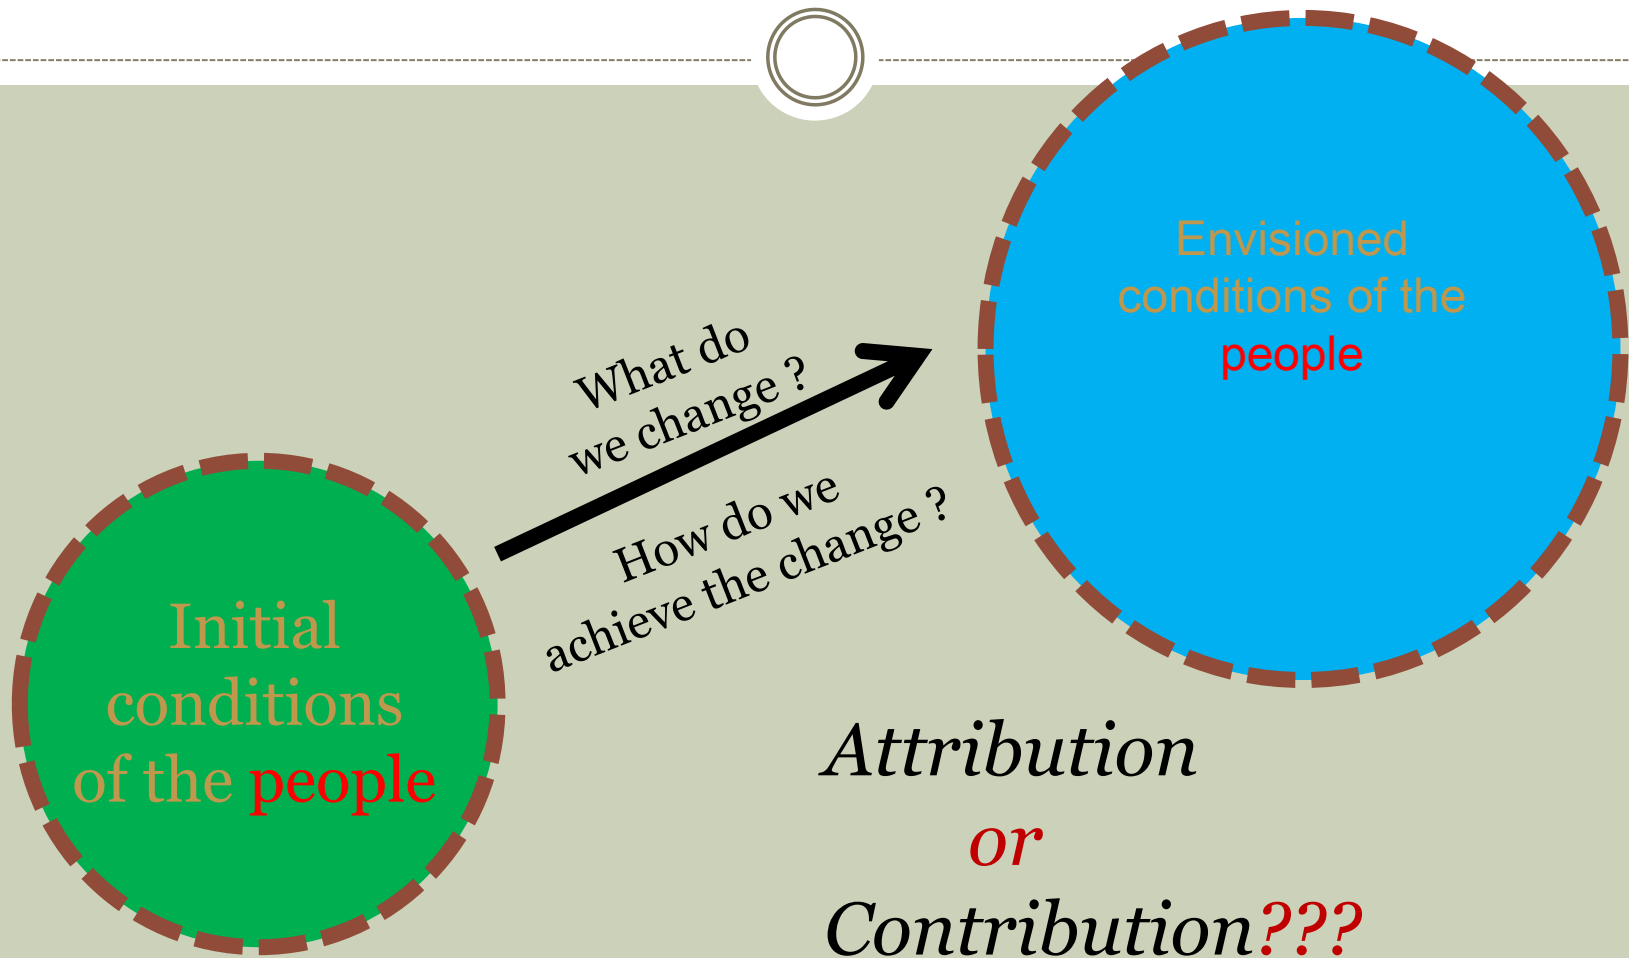 Envisioned
conditions of the
people
What do
we change ?
How do we
achieve the change ?
Initial
conditions
of the people
Attribution
or
Contribution???